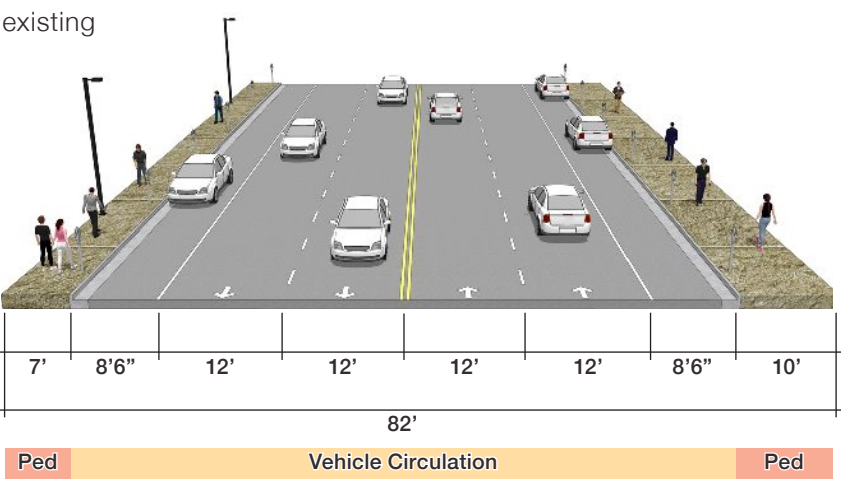 existing
7’ 8’6” 12’ 12’ 12’ 12’ 8’6” 10’
82’
Ped Vehicle Circulation Ped